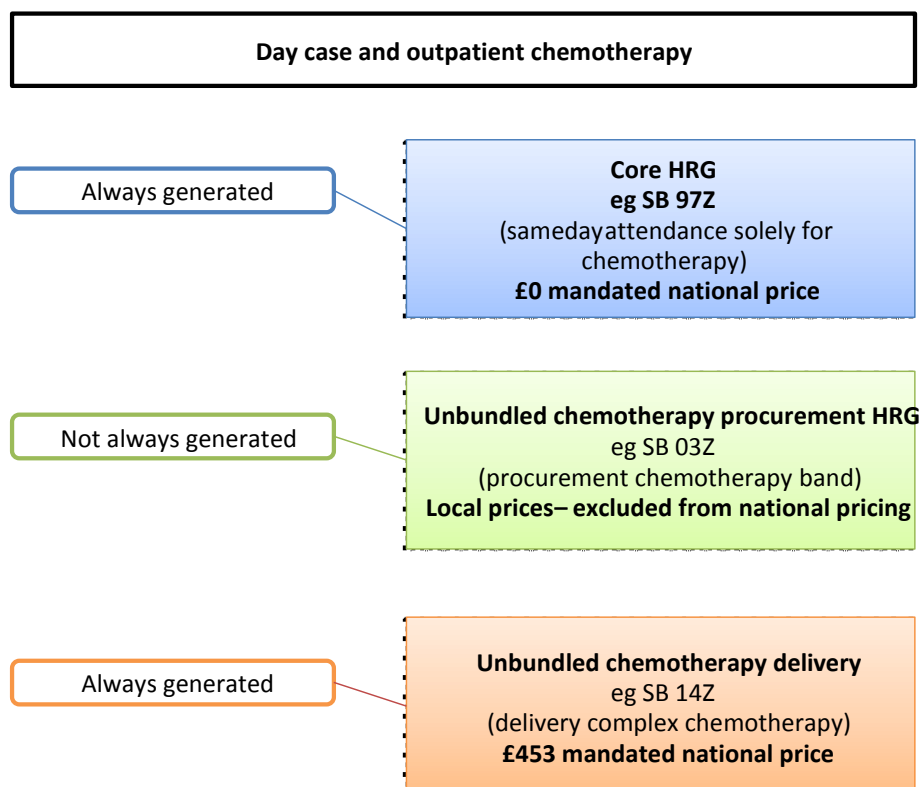 Day case and outpatient chemotherapy
Always generated
Core HRG
eg SB 97Z
(samedayattendance solely for
chemotherapy)
£0 mandated national price
Not always generated
Unbundled chemotherapy procurement HRG
eg SB 03Z
(procurement chemotherapy band)
Local prices– excluded from national pricing
Always generated
Unbundled chemotherapy delivery
eg SB 14Z
(delivery complex chemotherapy)
£453 mandated national price